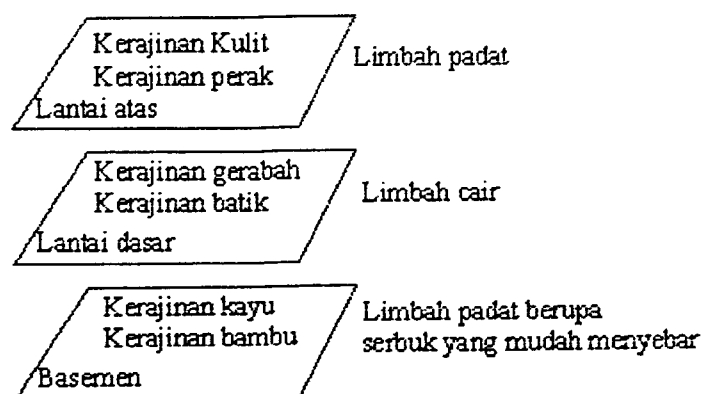 Kerajinan Kulit
Kerajinan perak
Lantai atas
Limbah padat
Kerajinan gerabah
Kerajinan batik
Lantai dasar
Limbah cair
Kerajinan kayu
Kerajinan bambu
Basemen
Limbah padat berupa
serbuk yang mudah menyebar